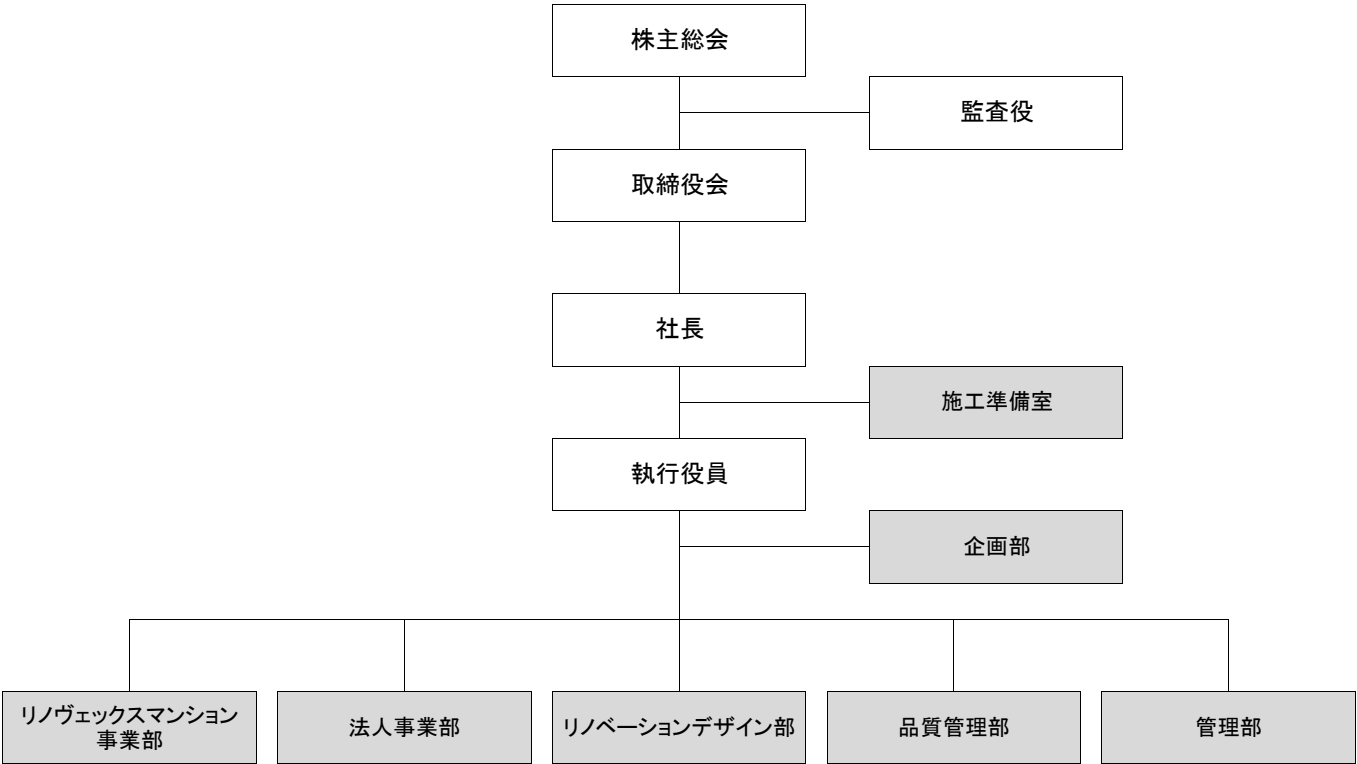 株主総会
監査役
取締役会
社長
施工準備室
執行役員
企画部
リノヴェックスマンション
事業部
法人事業部
リノベーションデザイン部
品質管理部
管理部